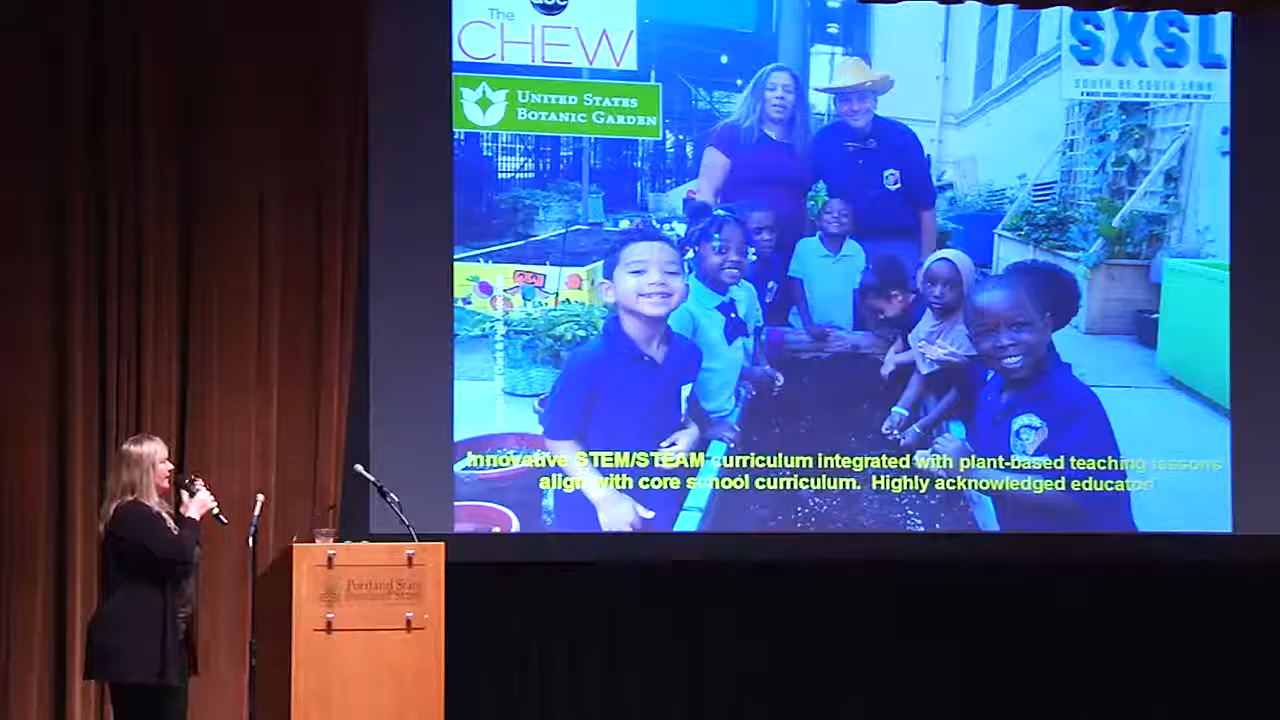 abc
The
CHEW
UNITED STATES
BOTANIC GARDEN
SXSL
SOUTH BY SOUTH LAWN
Innovative STEM/STEAM curriculum integrated with plant-based teaching lessons
align with core school curriculum. Highly acknowledged educator
Portland State